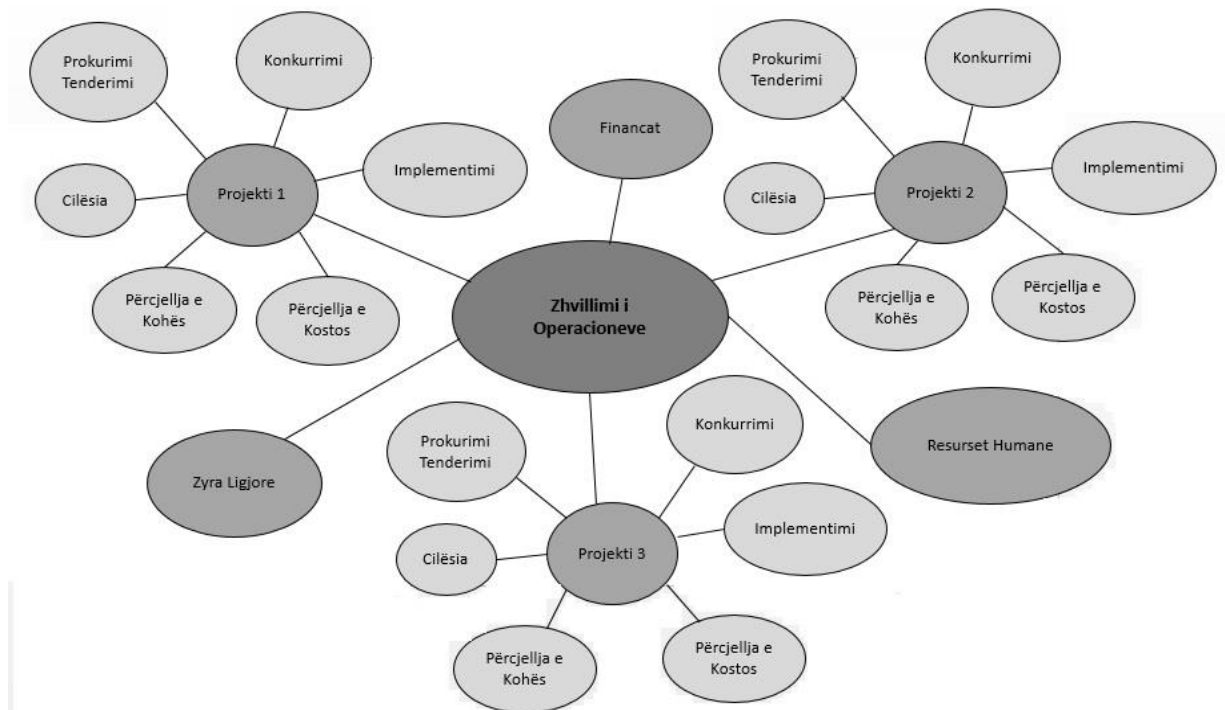 Prokurimi
Tenderimi
Konkurrimi
Implementimi
Projekti 1
Cilësia
Përcjellja e
Kohës
Përcjellja e
Kostos
Financat
Prokurimi
Tenderimi
Konkurrimi
Implementimi
Projekti 2
Cilësia
Përcjellja e
Kohës
Përcjellja e
Kostos
Zhvillimi i
Operacioneve
Zyra Ligjore
Resurset Humane
Prokurimi
Tenderimi
Konkurrimi
Implementimi
Projekti 3
Cilësia
Përcjellja e
Kohës
Përcjellja e
Kostos